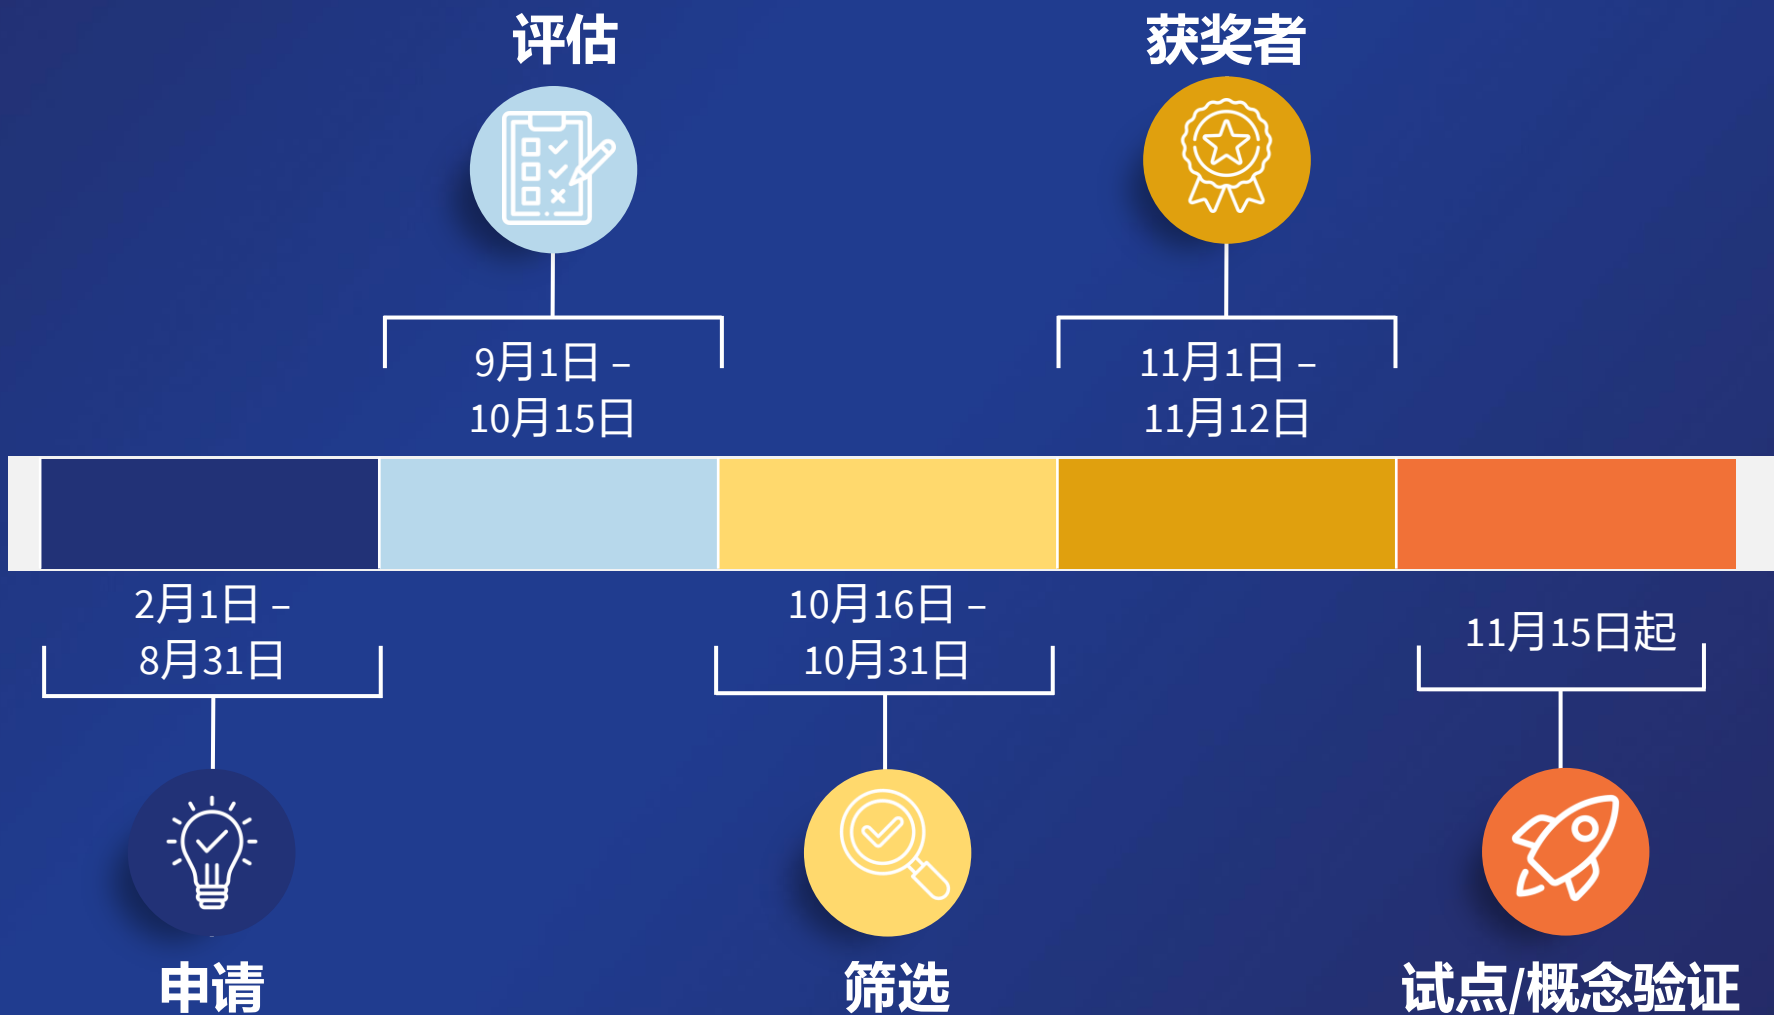 评估
获奖者
9月1日 –
10月15日
11月1日 –
11月12日
2月1日 –
8月31日
10月16日 –
10月31日
11月15日起
申请
筛选
试点/概念验证